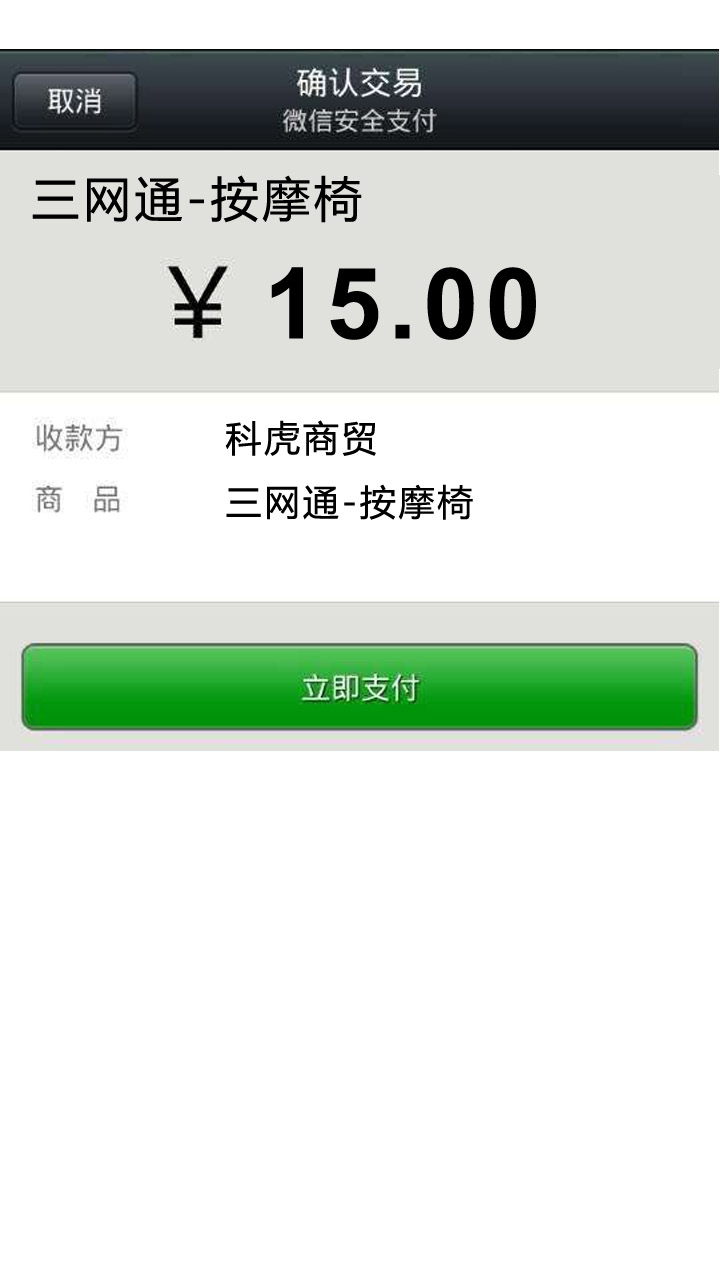 取消
确认交易
微信安全支付
三网通-按摩椅
￥ 15.00
收款方 科虎商贸
商 品 三网通-按摩椅
立即支付